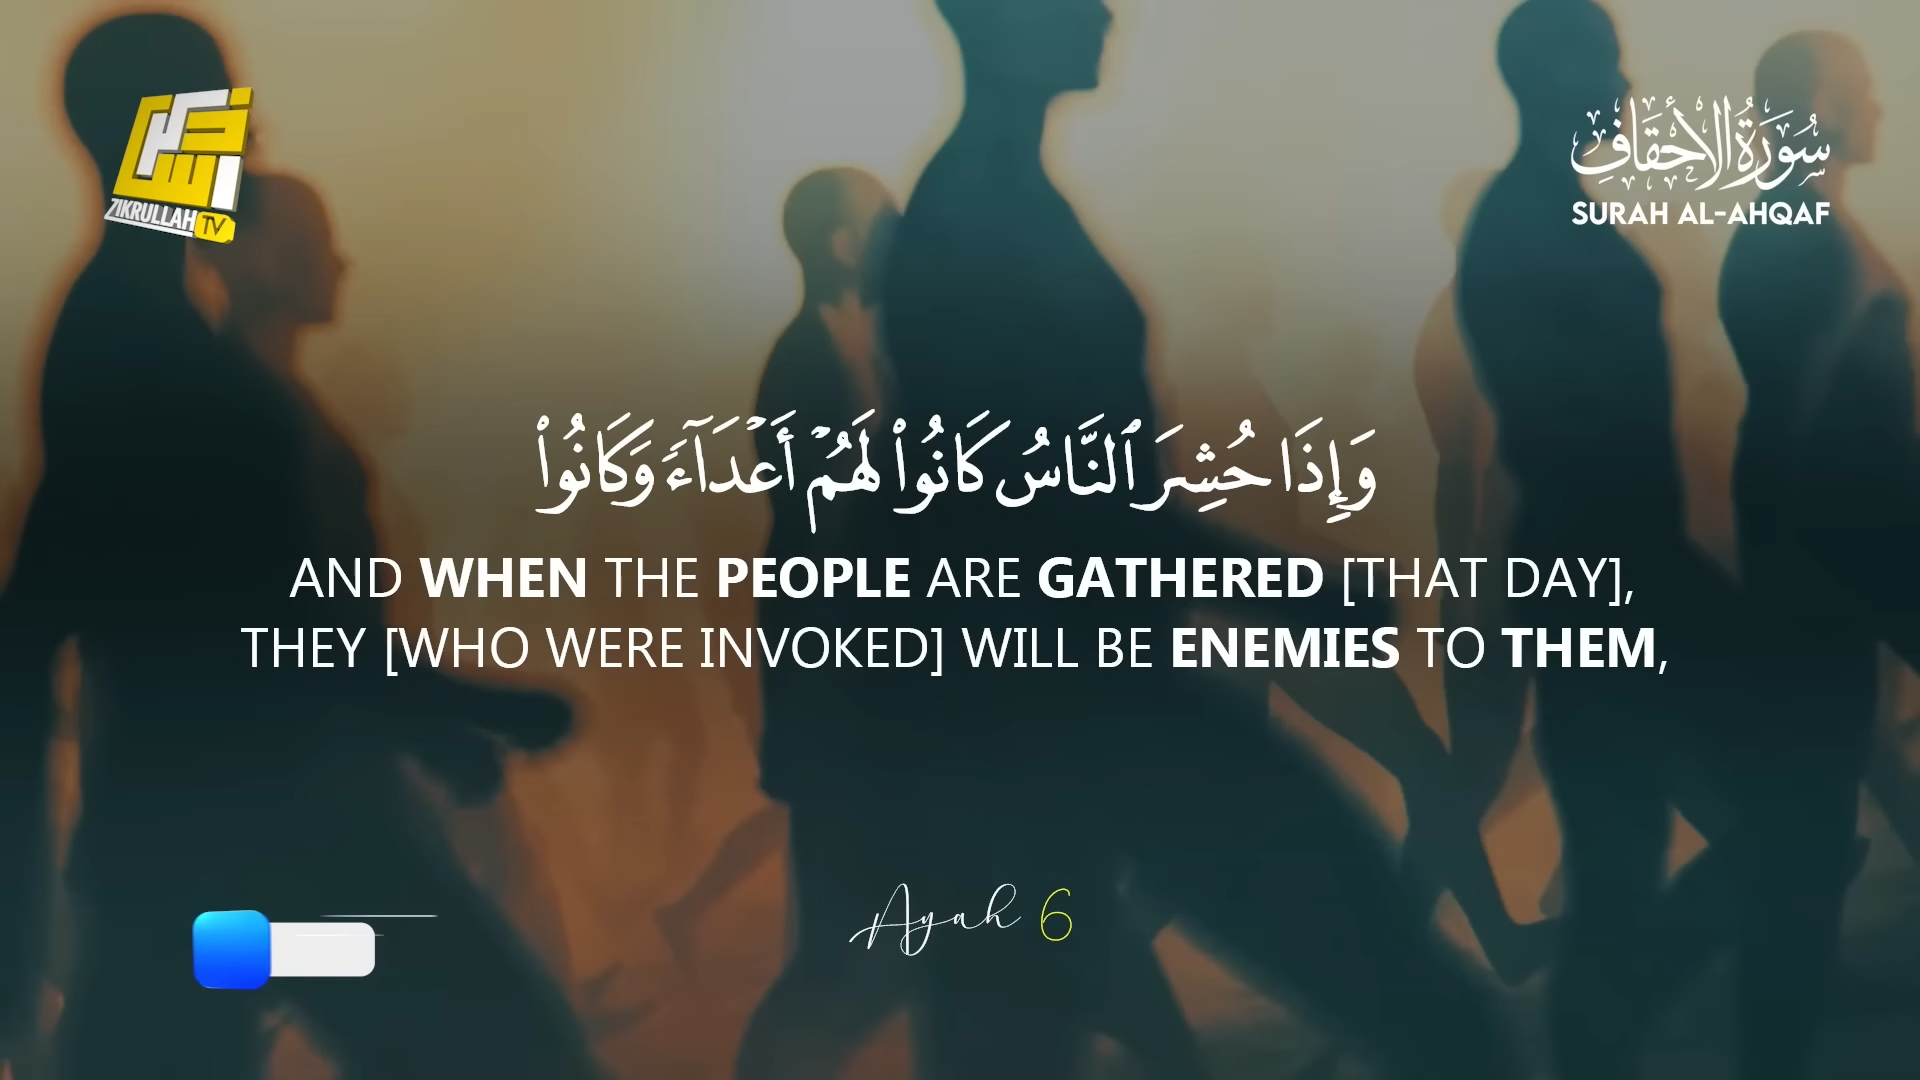 ZIKRULLAH TV
سُورَةُ الأَحْقَافِ
SURAH AL-AHQAF
وَإِذَا حُشِرَ ٱلنَّاسُ كَانُوا۟ لَهُمْ أَعْدَآءً وَكَانُوا۟
AND WHEN THE PEOPLE ARE GATHERED [THAT DAY],
THEY [WHO WERE INVOKED] WILL BE ENEMIES TO THEM,
Ayah 6